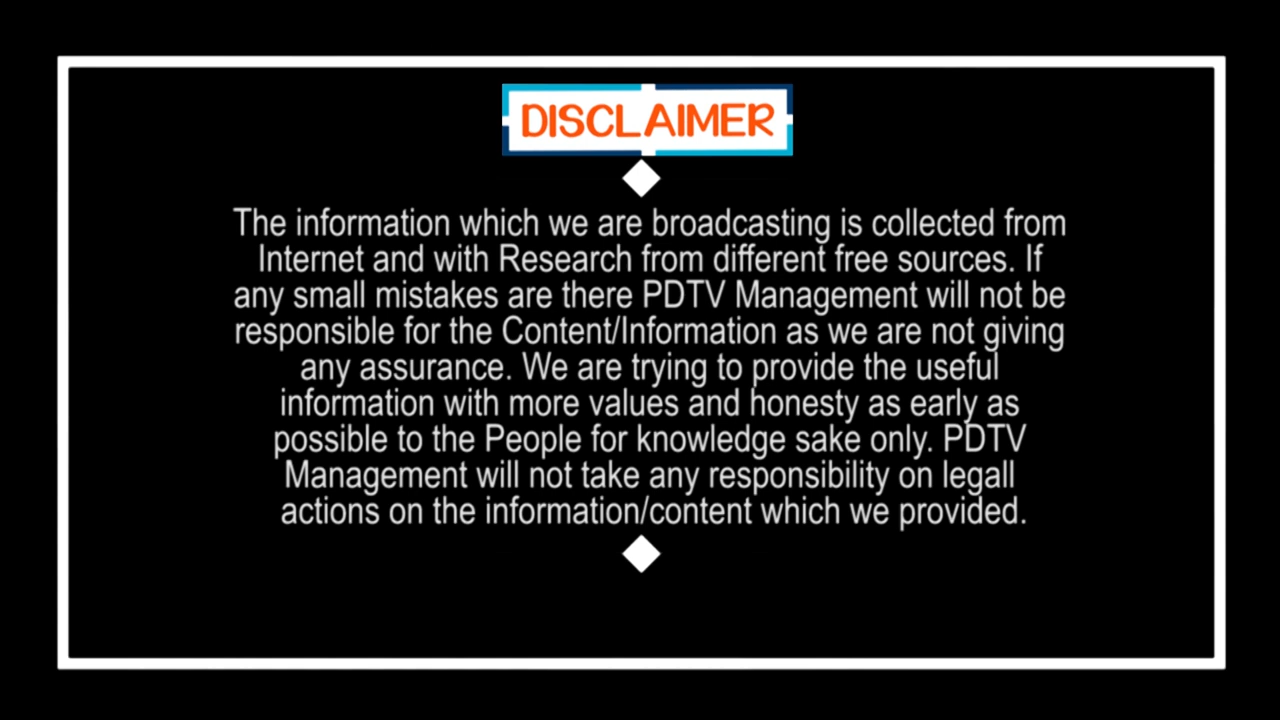 DISCLAIMER
The information which we are broadcasting is collected from
Internet and with Research from different free sources. If
any small mistakes are there PDTV Management will not be
responsible for the Content/Information as we are not giving
any assurance. We are trying to provide the useful
information with more values and honesty as early as
possible to the People for knowledge sake only. PDTV
Management will not take any responsibility on legall
actions on the information/content which we provided.